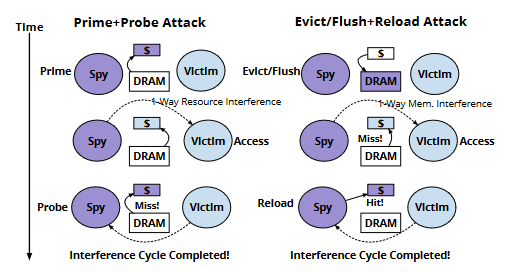 Prime+Probe Attack
Evict/Flush+Reload Attack
Time
Prime
Spy
$
DRAM
Victim
Evict/Flush
Spy
$
DRAM
Victim
1-Way Resource Interference
1-Way Mem. Interference
Spy
$
DRAM
Victim
Access
Spy
$
Miss!
DRAM
Victim
Access
Probe
Spy
$
Miss!
DRAM
Victim
Reload
Spy
$
Hit!
DRAM
Victim
Interference Cycle Completed!
Interference Cycle Completed!